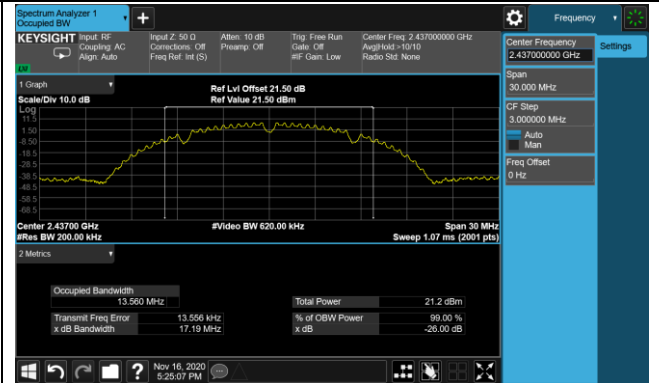 Spectrum Analyzer 1
Occupied BW
Frequency
KEYSIGHT
Input: RF
Coupling: AC
Align: Auto
Input Z: 50 Ω
Corrections: Off
Freq Ref: Int (S)
Atten: 10 dB
Preamp: Off
Trig: Free Run
Gate: Off
#IF Gain: Low
Center Freq: 2.437000000 GHz
Avg|Hold:>10/10
Radio Std: None
Center Frequency
2.437000000 GHz
Settings
Span
30.000 MHz
CF Step
3.000000 MHz
Auto
Man
Freq Offset
0 Hz
1 Graph
Scale/Div 10.0 dB
Ref Lvl Offset 21.50 dB
Ref Value 21.50 dBm
Log
11.5
1.50
-8.50
-18.5
-28.5
-38.5
-48.5
-58.5
-68.5
Center 2.43700 GHz
#Res BW 200.00 kHz
#Video BW 620.00 kHz
Span 30 MHz
Sweep 1.07 ms (2001 pts)
2 Metrics
Occupied Bandwidth
13.560 MHz
Total Power 21.2 dBm
Transmit Freq Error 13.556 kHz
% of OBW Power 99.00 %
x dB Bandwidth 17.19 MHz
x dB -26.00 dB
Nov 16, 2020
5:25:07 PM